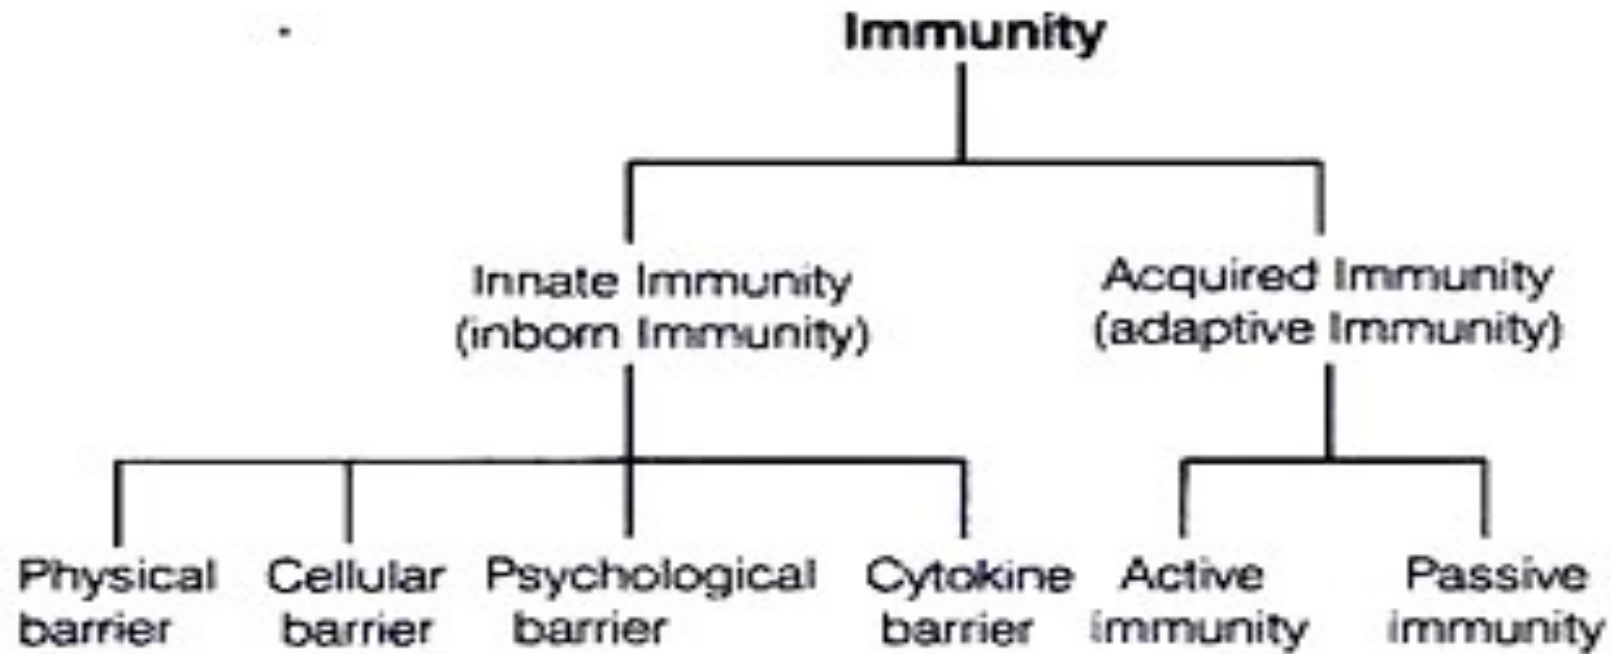 Immunity
Innate Immunity
(inborn Immunity)
Acquired Immunity
(adaptive Immunity)
Physical
barrier
Cellular
barrier
Psychological
barrier
Cytokine
barrier
Active
immunity
Passive
immunity